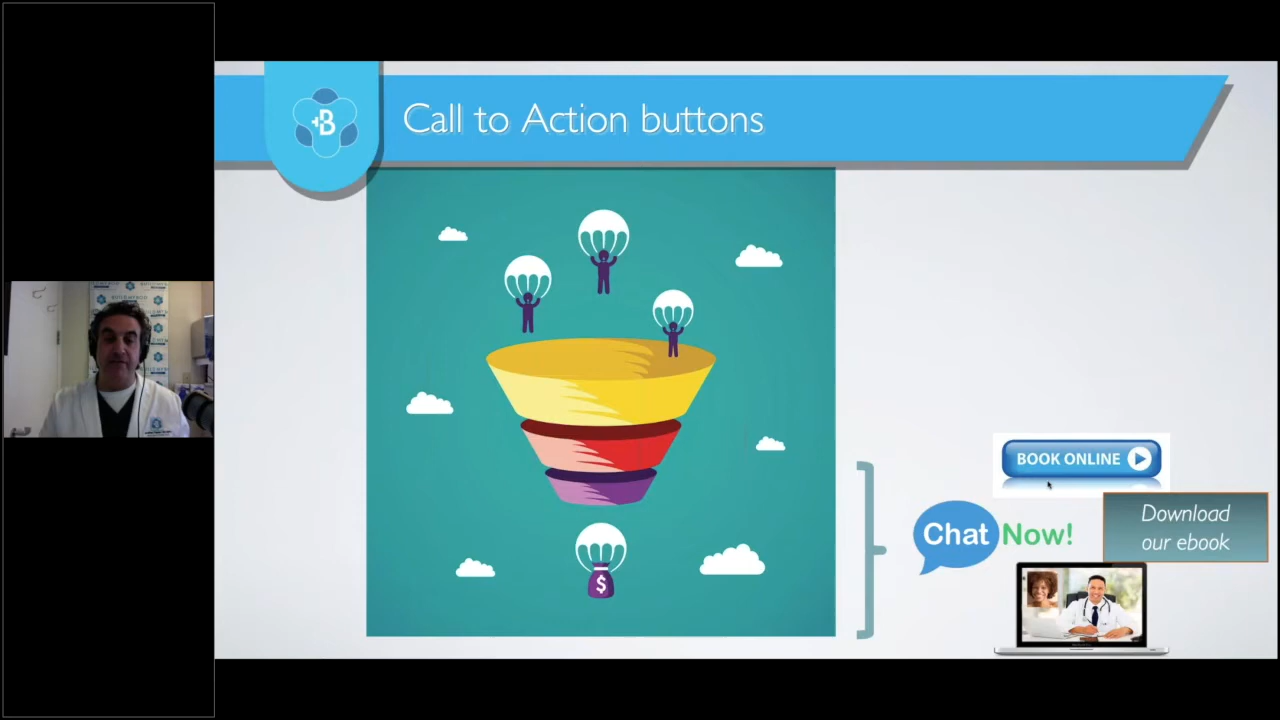 B
Call to Action buttons
$
BOOK ONLINE
Chat Now!
Download
our ebook